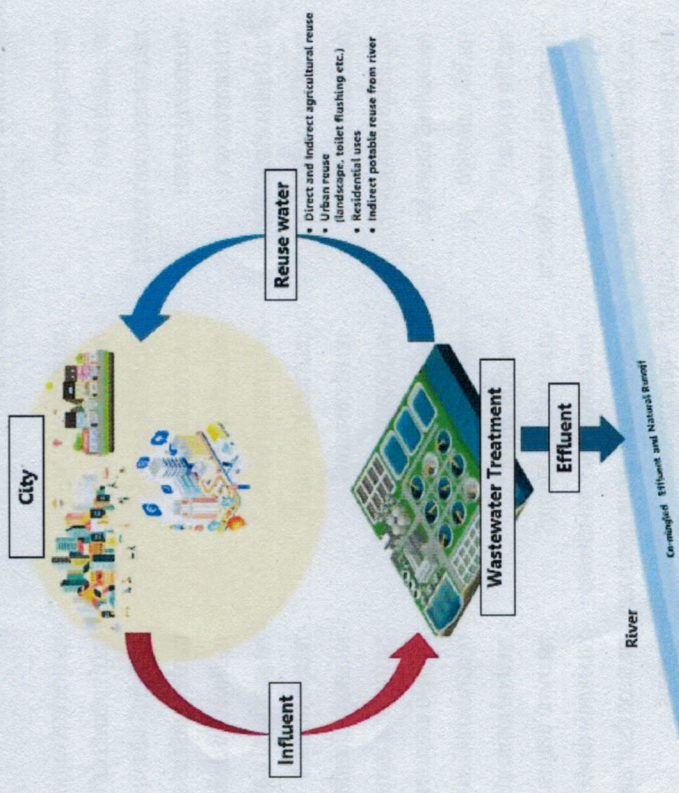 City
Influent
Reuse water
• Direct and Indirect agricultural reuse
• Urban reuse
(landscape, toilet flushing etc.)
• Residential uses
• Indirect potable reuse from river
Wastewater Treatment
Effluent
River
Co-mingled Effluent and Natural Runoff